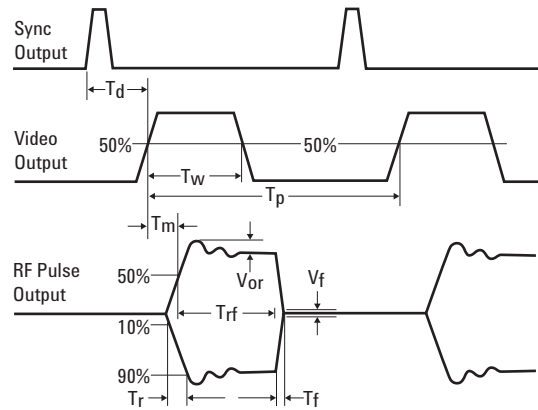 Sync
Output
Td
Video
Output
50%
50%
Tw
Tp
Tm
RF Pulse
Output
50%
Vor
Vf
Trf
10%
90%
Tr
Tf